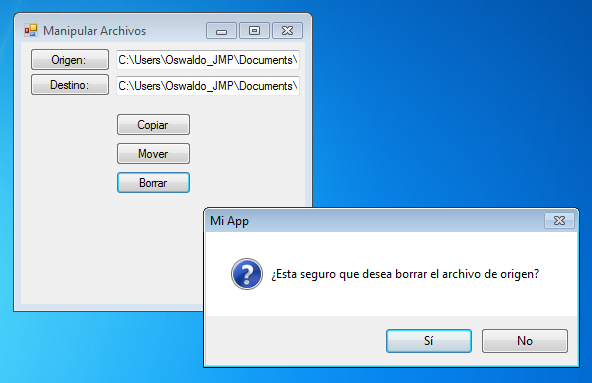 Manipular Archivos
Origen: C:\Users\Oswaldo_JMP\Documents\
Destino: C:\Users\Oswaldo_JMP\Documents\
Copiar
Mover
Borrar
Mi App
¿Esta seguro que desea borrar el archivo de origen?
Sí No